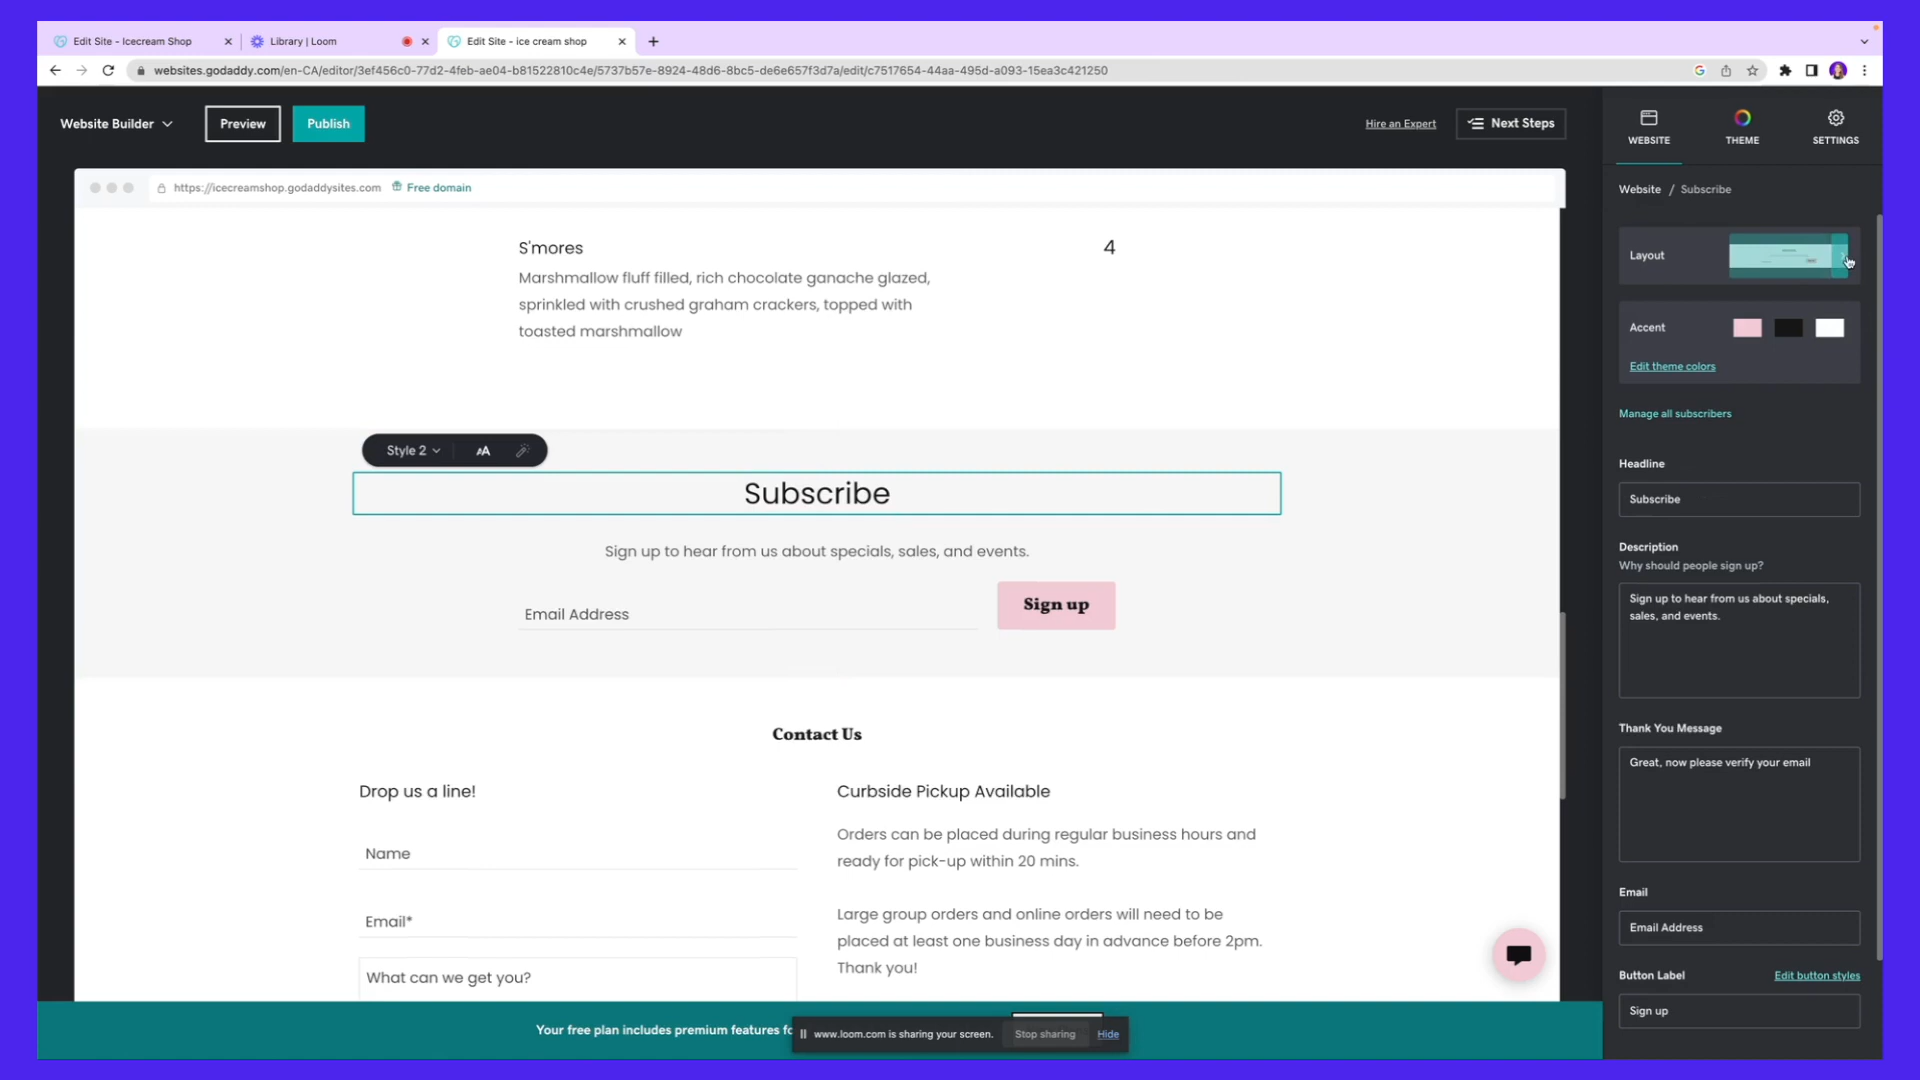 Edit Site - Icecream Shop
Library | Loom
Edit Site - ice cream shop
websites.godaddy.com/en-CA/editor/3ef456c0-77d2-4feb-ae04-b81522810c4e/5737b57e-8924-48d6-8bc5-de6e657f3d7a/edit/c7517654-44aa-495d-a093-15ea3c421250
Website Builder
Preview
Publish
Hire an Expert
Next Steps
WEBSITE
THEME
SETTINGS
https://icecreamshop.godaddysites.com
Free domain
S'mores
4
Marshmallow fluff filled, rich chocolate ganache glazed,
sprinkled with crushed graham crackers, topped with
toasted marshmallow
Style 2
AA
Subscribe
Sign up to hear from us about specials, sales, and events.
Email Address
Sign up
Contact Us
Drop us a line!
Name
Email*
What can we get you?
Curbside Pickup Available
Orders can be placed during regular business hours and
ready for pick-up within 20 mins.
Large group orders and online orders will need to be
placed at least one business day in advance before 2pm.
Thank you!
Your free plan includes premium features fo
www.loom.com is sharing your screen.
Stop sharing
Hide
Website / Subscribe
Layout
Accent
Edit theme colors
Manage all subscribers
Headline
Subscribe
Description
Why should people sign up?
Sign up to hear from us about specials,
sales, and events.
Thank You Message
Great, now please verify your email
Email
Email Address
Button Label
Edit button styles
Sign up